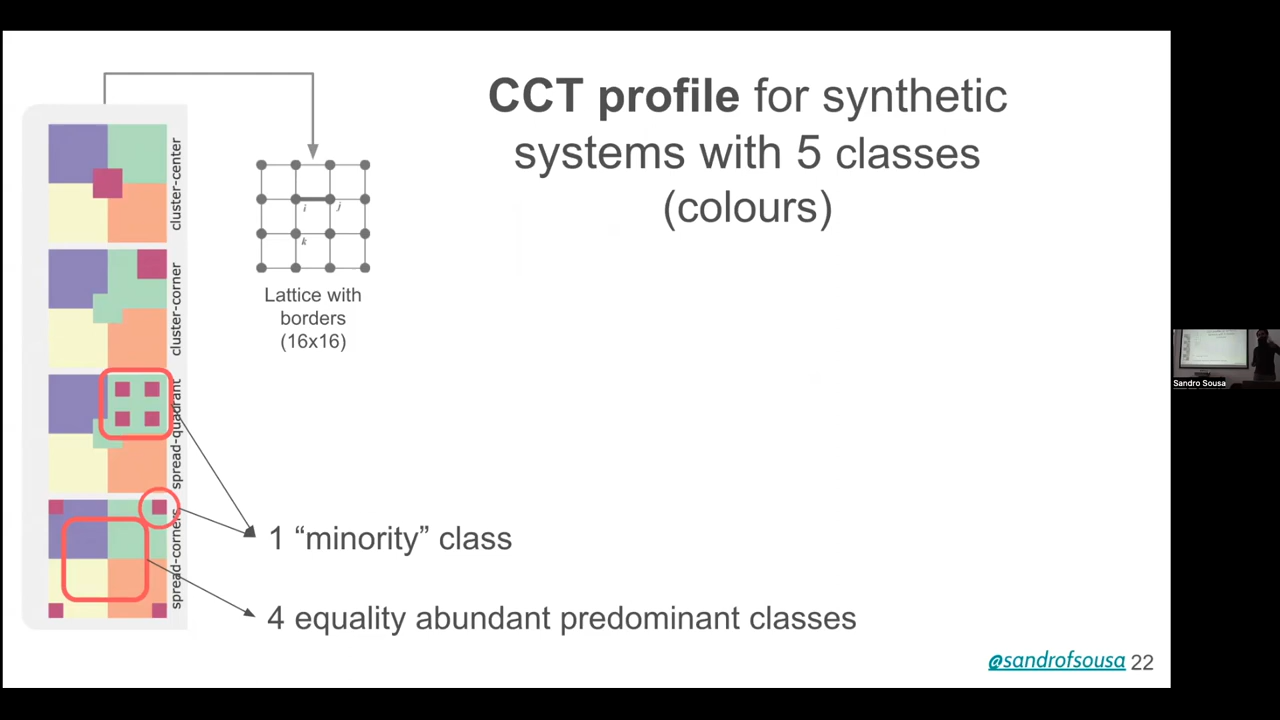 CCT profile for synthetic
systems with 5 classes
(colours)
cluster-center
cluster-corner
spread-quadrant
spread-corners
i
j
k
Lattice with
borders
(16x16)
1 “minority” class
4 equality abundant predominant classes
@sandrofsousa 22
Sandro Sousa